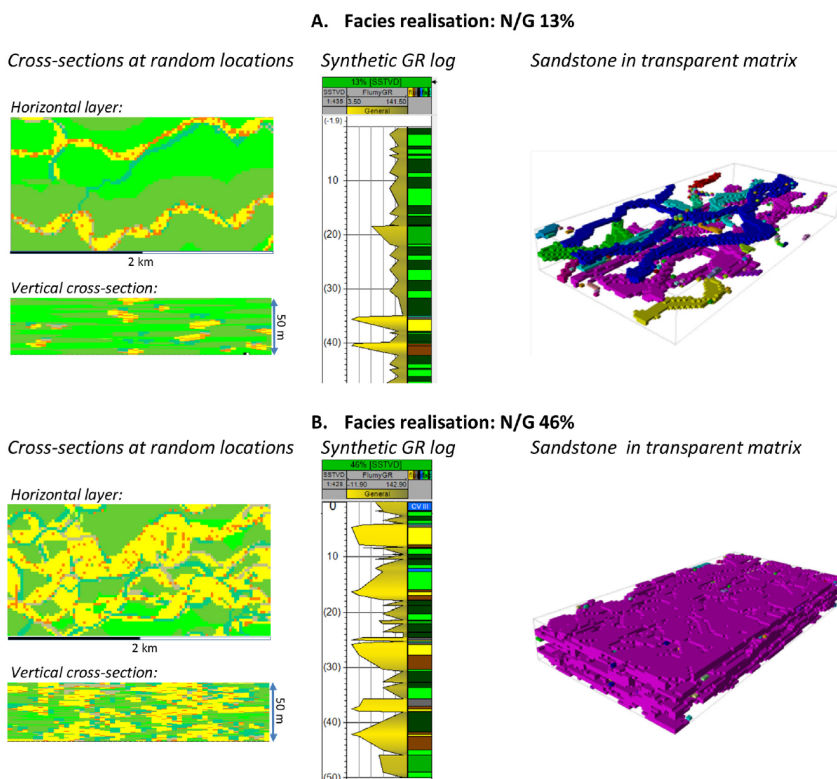 A. Facies realisation: N/G 13%
Cross-sections at random locations
Synthetic GR log
Sandstone in transparent matrix
Horizontal layer:
2 km
Vertical cross-section:
50 m
13% [SSTVD]
SSTVD FlumyGR
1:438 3.50 141.50
General
(-1.9)
10
(20)
(30)
(40)
B. Facies realisation: N/G 46%
Cross-sections at random locations
Synthetic GR log
Sandstone in transparent matrix
Horizontal layer:
2 km
Vertical cross-section:
50 m
46% [SSTVD]
SSTVD FlumyGR
1:428 -11.90 142.90
General
0
CV III
10
(20)
(30)
(40)
(50)